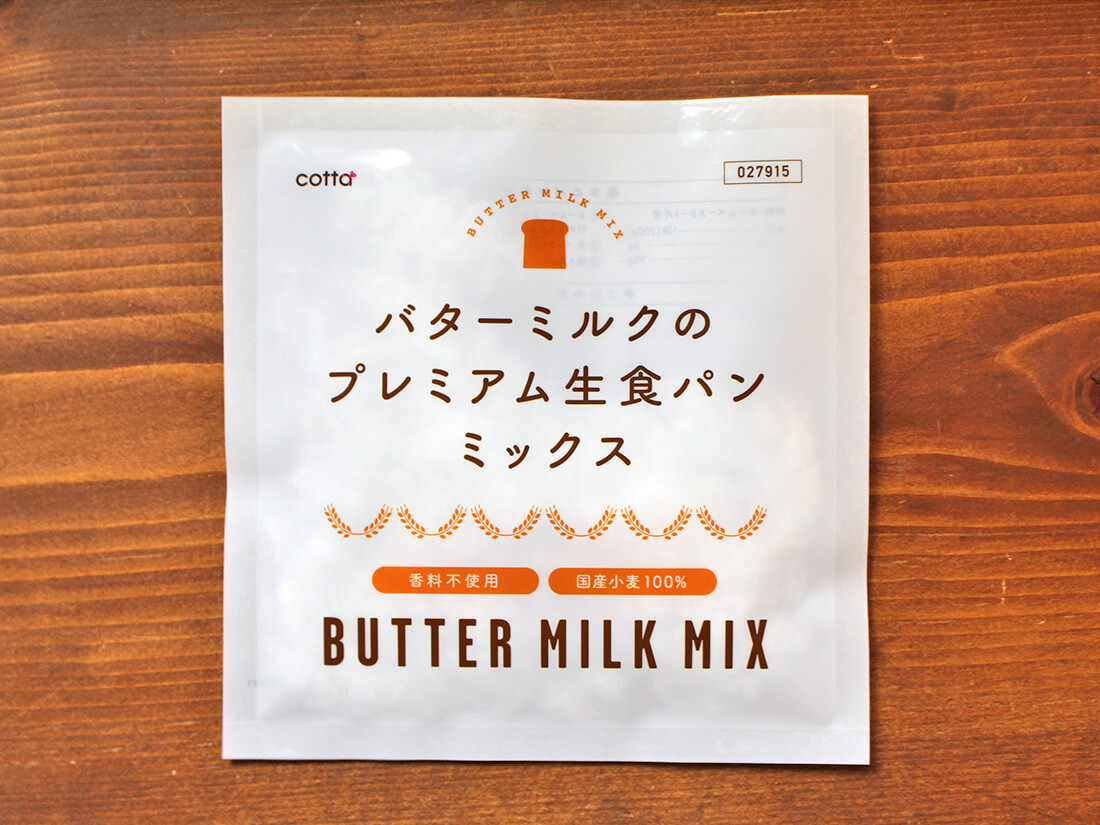 cotta
027915
BUTTER MILK MIX
バターミルクの
プレミアム生食パン
ミックス
香料不使用
国産小麦100%
BUTTER MILK MIX